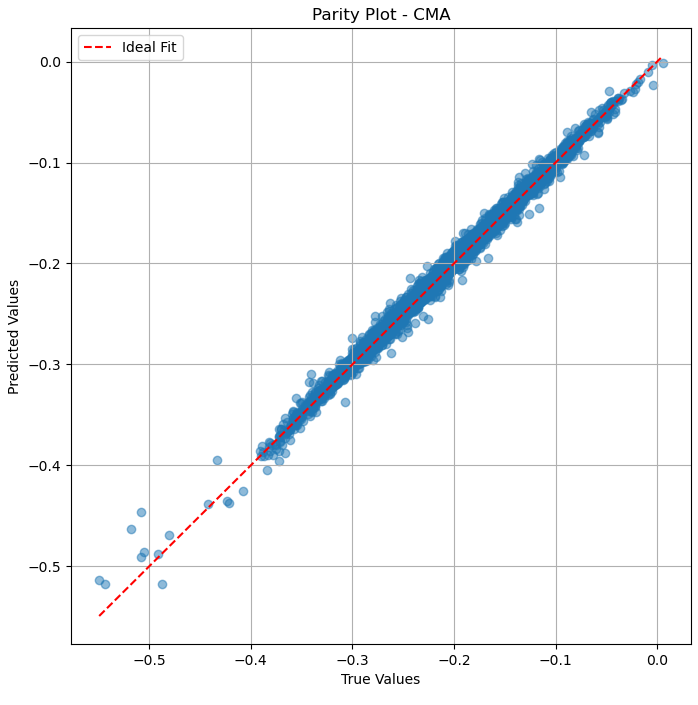 Parity Plot - CMA
Ideal Fit
0.0
−0.1
−0.2
−0.3
−0.4
−0.5
Predicted Values
−0.5 −0.4 −0.3 −0.2 −0.1 0.0
True Values